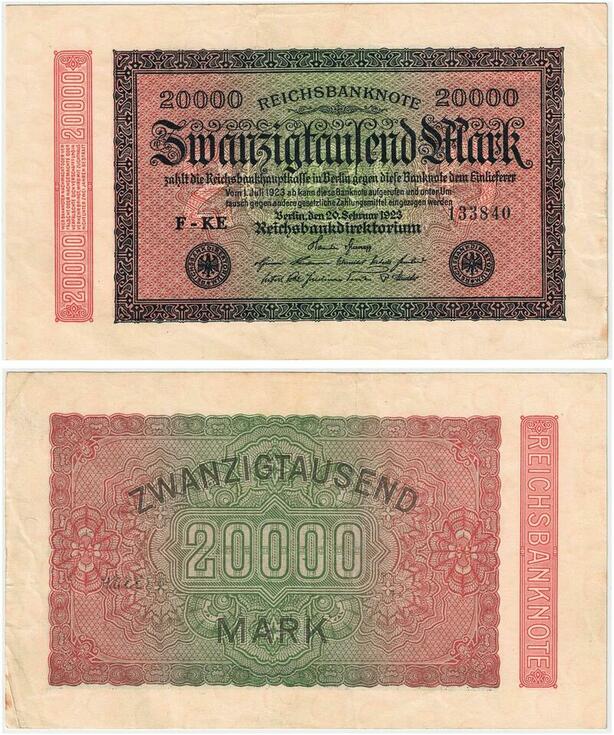 20000 REICHSBANKNOTE 20000
Zwanzigtausend Mark
zahlt die Reichsbankhauptkasse in Berlin gegen diese Banknote dem Einlieferer
Vom 1. Juli 1923 ab kann diese Banknote aufgerufen und unter Um-
tausch gegen andere gesetzliche Zahlungsmittel eingezogen werden
Berlin, den 20. Februar 1923
F-KE
133840
Reichsbankdirektorium
20000
20000
ZWANZIGTAUSEND
20000
MARK
REICHSBANKNOTE